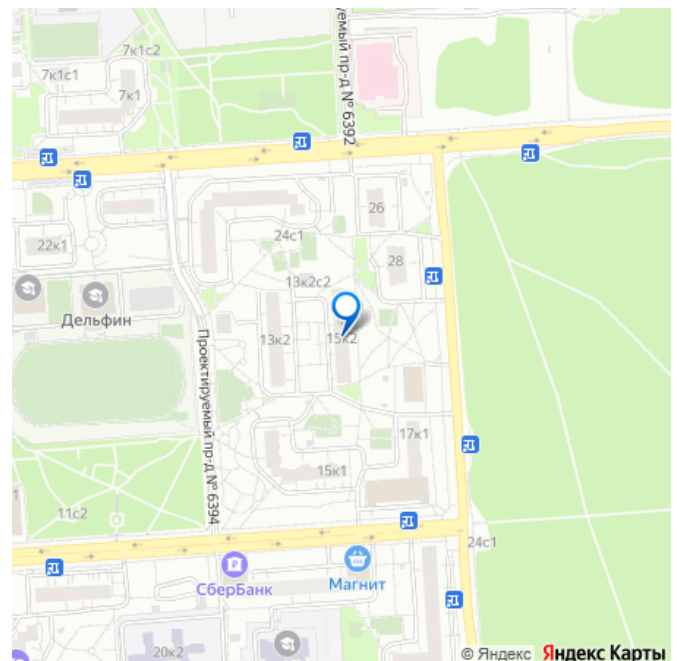 7к1с2
7к1с1
7к1
Проектируемый пр-д № 6392
26
22к1
24с1
28
13к2с2
Дельфин
13к2
15к2
Проектируемый пр-д № 6394
17к1
15к1
11с2
24с1
СберБанк
Магнит
20к2
© Яндекс Яндекс Карты